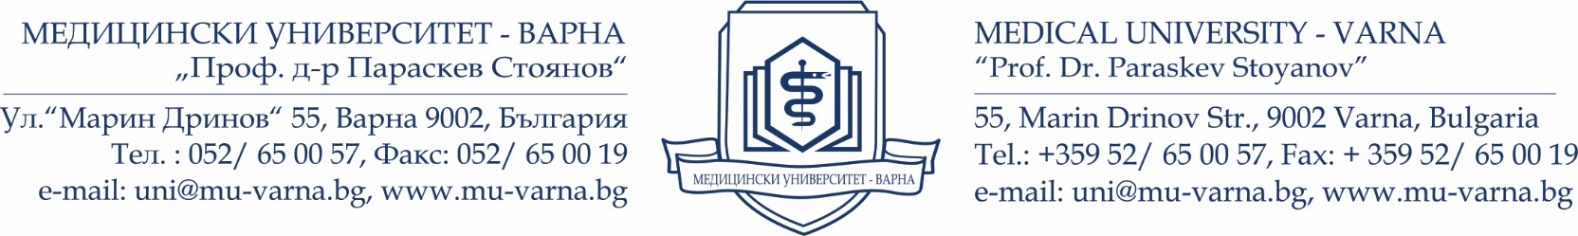 МЕДИЦИНСКИ УНИВЕРСИТЕТ - ВАРНА
„Проф. д-р Параскев Стоянов“
Ул.“Марин Дринов“ 55, Варна 9002, България
Тел. : 052/ 65 00 57, Факс: 052/ 65 00 19
e-mail: uni@mu-varna.bg, www.mu-varna.bg
МЕДИЦИНСКИ УНИВЕРСИТЕТ - ВАРНА
MEDICAL UNIVERSITY - VARNA
“Prof. Dr. Paraskev Stoyanov”
55, Marin Drinov Str., 9002 Varna, Bulgaria
Tel.: +359 52/ 65 00 57, Fax: + 359 52/ 65 00 19
e-mail: uni@mu-varna.bg, www.mu-varna.bg